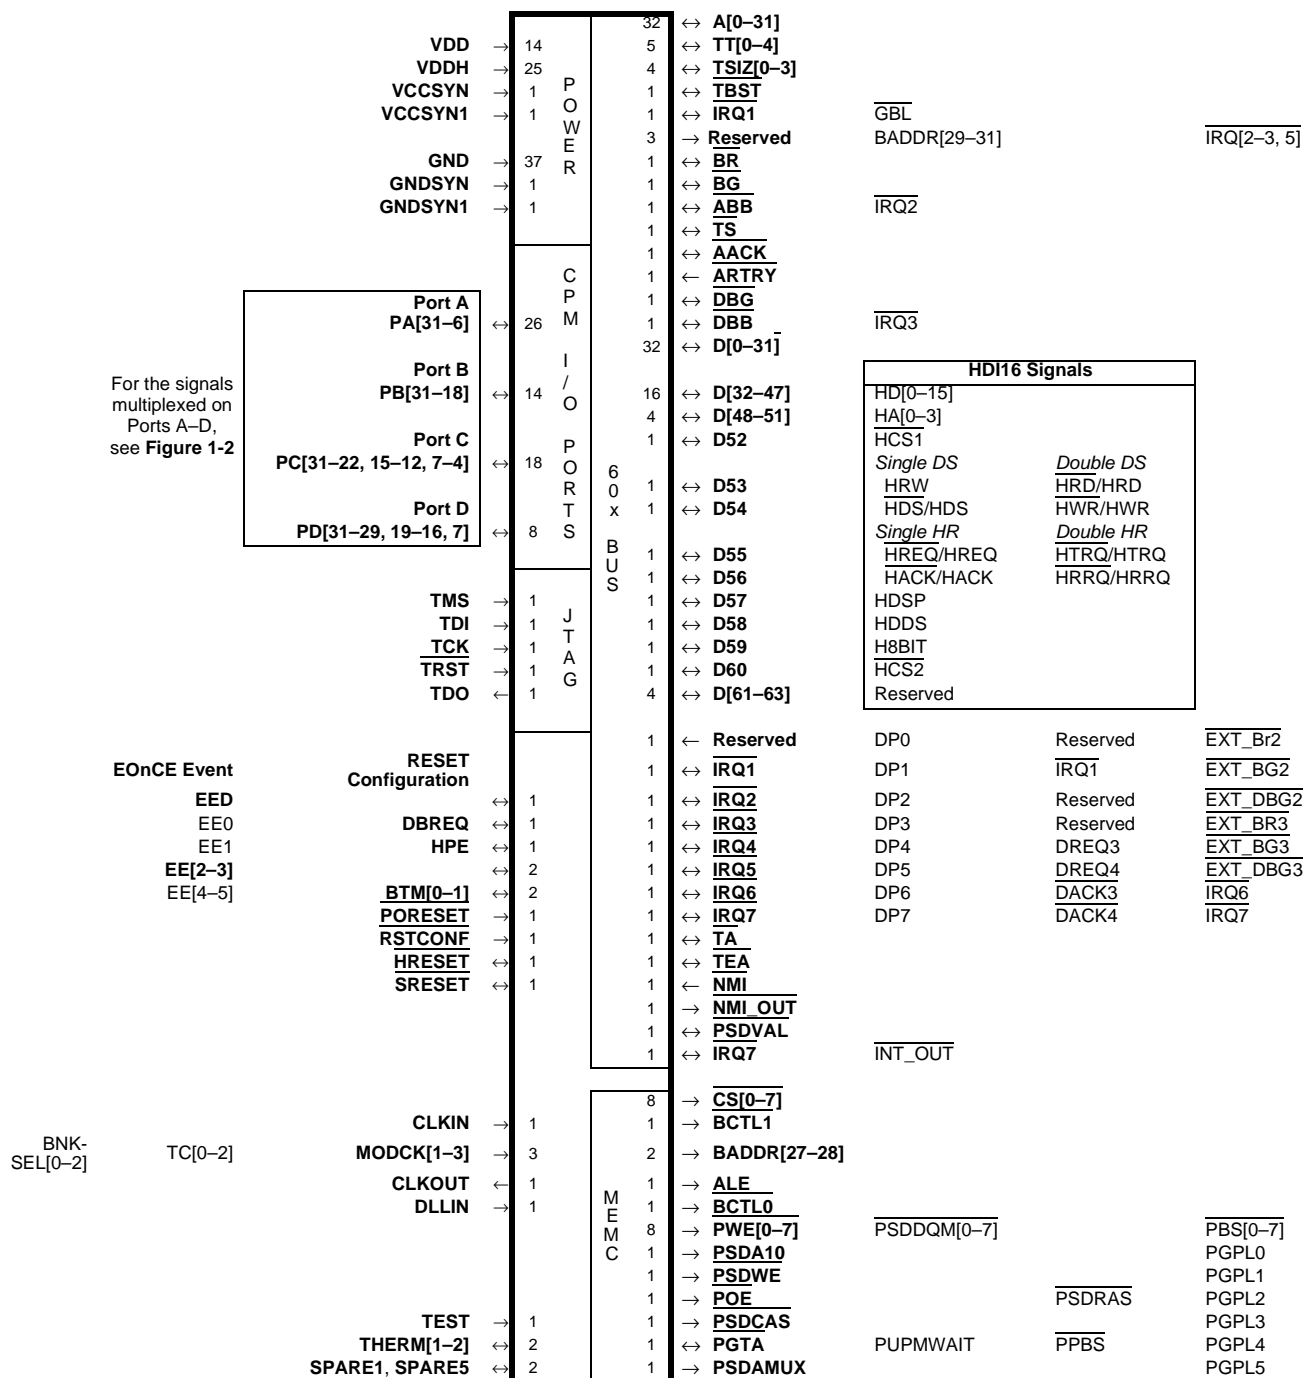 32 ↔ A[0–31]
VDD → 14 5 ↔ TT[0–4]
VDDH → 25 4 ↔ TSIZ[0–3]
VCCSYN → 1 1 ↔ TBST
VCCSYN1 → 1 1 ↔ IRQ1 GBL
POWER
3 → Reserved BADDR[29–31] IRQ[2–3, 5]
GND → 37 1 ↔ BR
GNDSYN → 1 1 ↔ BG
GNDSYN1 → 1 1 ↔ ABB IRQ2
1 ↔ TS
1 ↔ AACK
CPM I/O PORTS
1 ← ARTRY
Port A 1 ↔ DBG
PA[31–6] ↔ 26 1 ↔ DBB IRQ3
32 ↔ D[0–31]
Port B HDI16 Signals
For the signals
multiplexed on
Ports A–D,
see Figure 1-2
PB[31–18] ↔ 14 16 ↔ D[32–47] HD[0–15]
4 ↔ D[48–51] HA[0–3]
Port C 1 ↔ D52 HCS1
PC[31–22, 15–12, 7–4] ↔ 18 Single DS Double DS
60x BUS
1 ↔ D53 HRW HRD/HRD
Port D 1 ↔ D54 HDS/HDS HWR/HWR
PD[31–29, 19–16, 7] ↔ 8 Single HR Double HR
1 ↔ D55 HREQ/HREQ HTRQ/HTRQ
1 ↔ D56 HACK/HACK HRRQ/HRRQ
JTAG
TMS → 1 1 ↔ D57 HDSP
TDI → 1 1 ↔ D58 HDDS
TCK → 1 1 ↔ D59 H8BIT
TRST → 1 1 ↔ D60 HCS2
TDO ← 1 4 ↔ D[61–63] Reserved
1 ← Reserved DP0 Reserved EXT_Br2
EOnCE Event RESET
Configuration 1 ↔ IRQ1 DP1 IRQ1 EXT_BG2
EED ↔ 1 1 ↔ IRQ2 DP2 Reserved EXT_DBG2
EE0 DBREQ ↔ 1 1 ↔ IRQ3 DP3 Reserved EXT_BR3
EE1 HPE ↔ 1 1 ↔ IRQ4 DP4 DREQ3 EXT_BG3
EE[2–3] ↔ 2 1 ↔ IRQ5 DP5 DREQ4 EXT_DBG3
EE[4–5] BTM[0–1] ↔ 2 1 ↔ IRQ6 DP6 DACK3 IRQ6
PORESET → 1 1 ↔ IRQ7 DP7 DACK4 IRQ7
RSTCONF → 1 1 ↔ TA
HRESET ↔ 1 1 ↔ TEA
SRESET ↔ 1 1 ← NMI
1 → NMI_OUT
1 ↔ PSDVAL
1 ↔ IRQ7 INT_OUT
8 → CS[0–7]
CLKIN → 1 1 → BCTL1
BNK-
SEL[0–2] TC[0–2] MODCK[1–3] → 3 2 → BADDR[27–28]
CLKOUT ← 1 1 → ALE
MEMC
DLLIN → 1 1 → BCTL0
8 → PWE[0–7] PSDDQM[0–7] PBS[0–7]
1 → PSDA10 PGPL0
1 → PSDWE PGPL1
1 → POE PSDRAS PGPL2
TEST → 1 1 → PSDCAS PGPL3
THERM[1–2] ↔ 2 1 ↔ PGTA PUPMWAIT PPBS PGPL4
SPARE1, SPARE5 ↔ 2 1 → PSDAMUX PGPL5